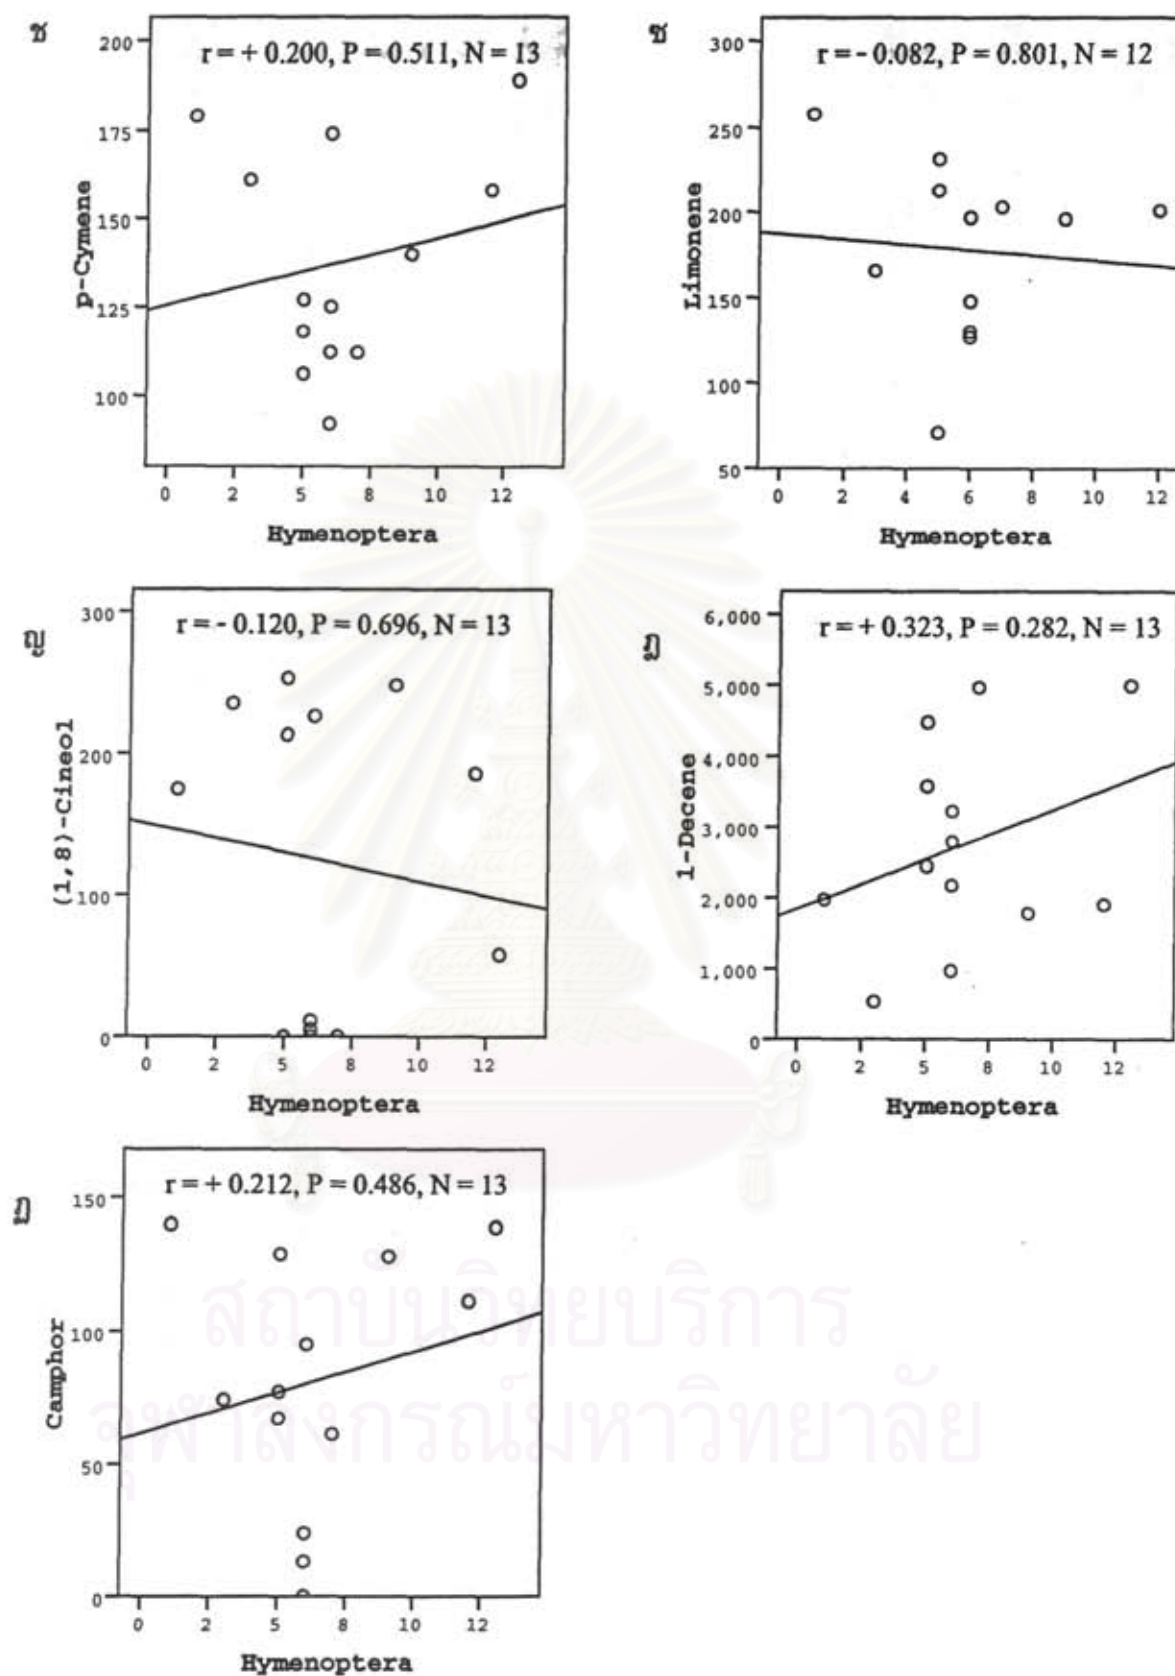 ช
r = + 0.200, P = 0.511, N = 13
200
175
150
125
100
p-Cymene
0 2 5 8 10 12
Hymenoptera
ซ
r = - 0.082, P = 0.801, N = 12
300
250
200
150
100
50
Limonene
0 2 4 6 8 10 12
Hymenoptera
ฌ
r = - 0.120, P = 0.696, N = 13
300
200
100
0
(1,8)-Cineol
0 2 5 8 10 12
Hymenoptera
ญ
r = + 0.323, P = 0.282, N = 13
6,000
5,000
4,000
3,000
2,000
1,000
0
1-Decene
0 2 5 8 10 12
Hymenoptera
r = + 0.212, P = 0.486, N = 13
150
100
50
0
Camphor
0 2 5 8 10 12
Hymenoptera
สถาบันวิทยบริการ
จุฬาลงกรณ์มหาวิทยาลัย